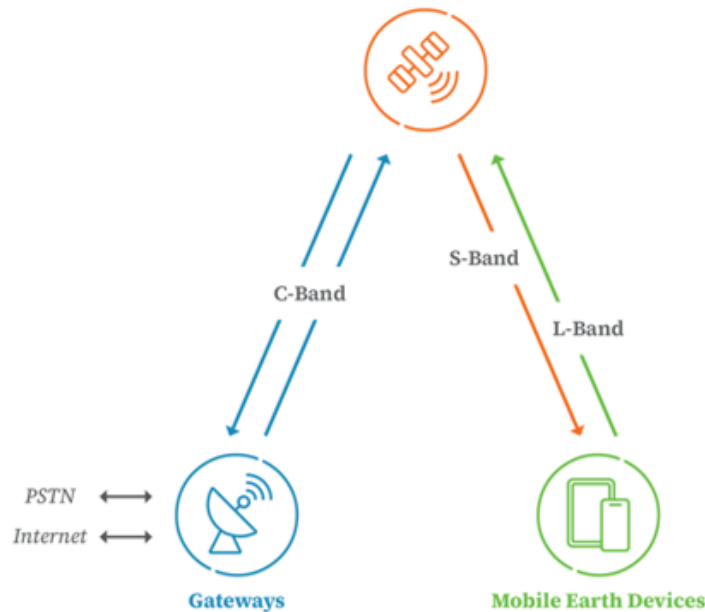 S-Band
C-Band
L-Band
PSTN
Internet
Gateways
Mobile Earth Devices